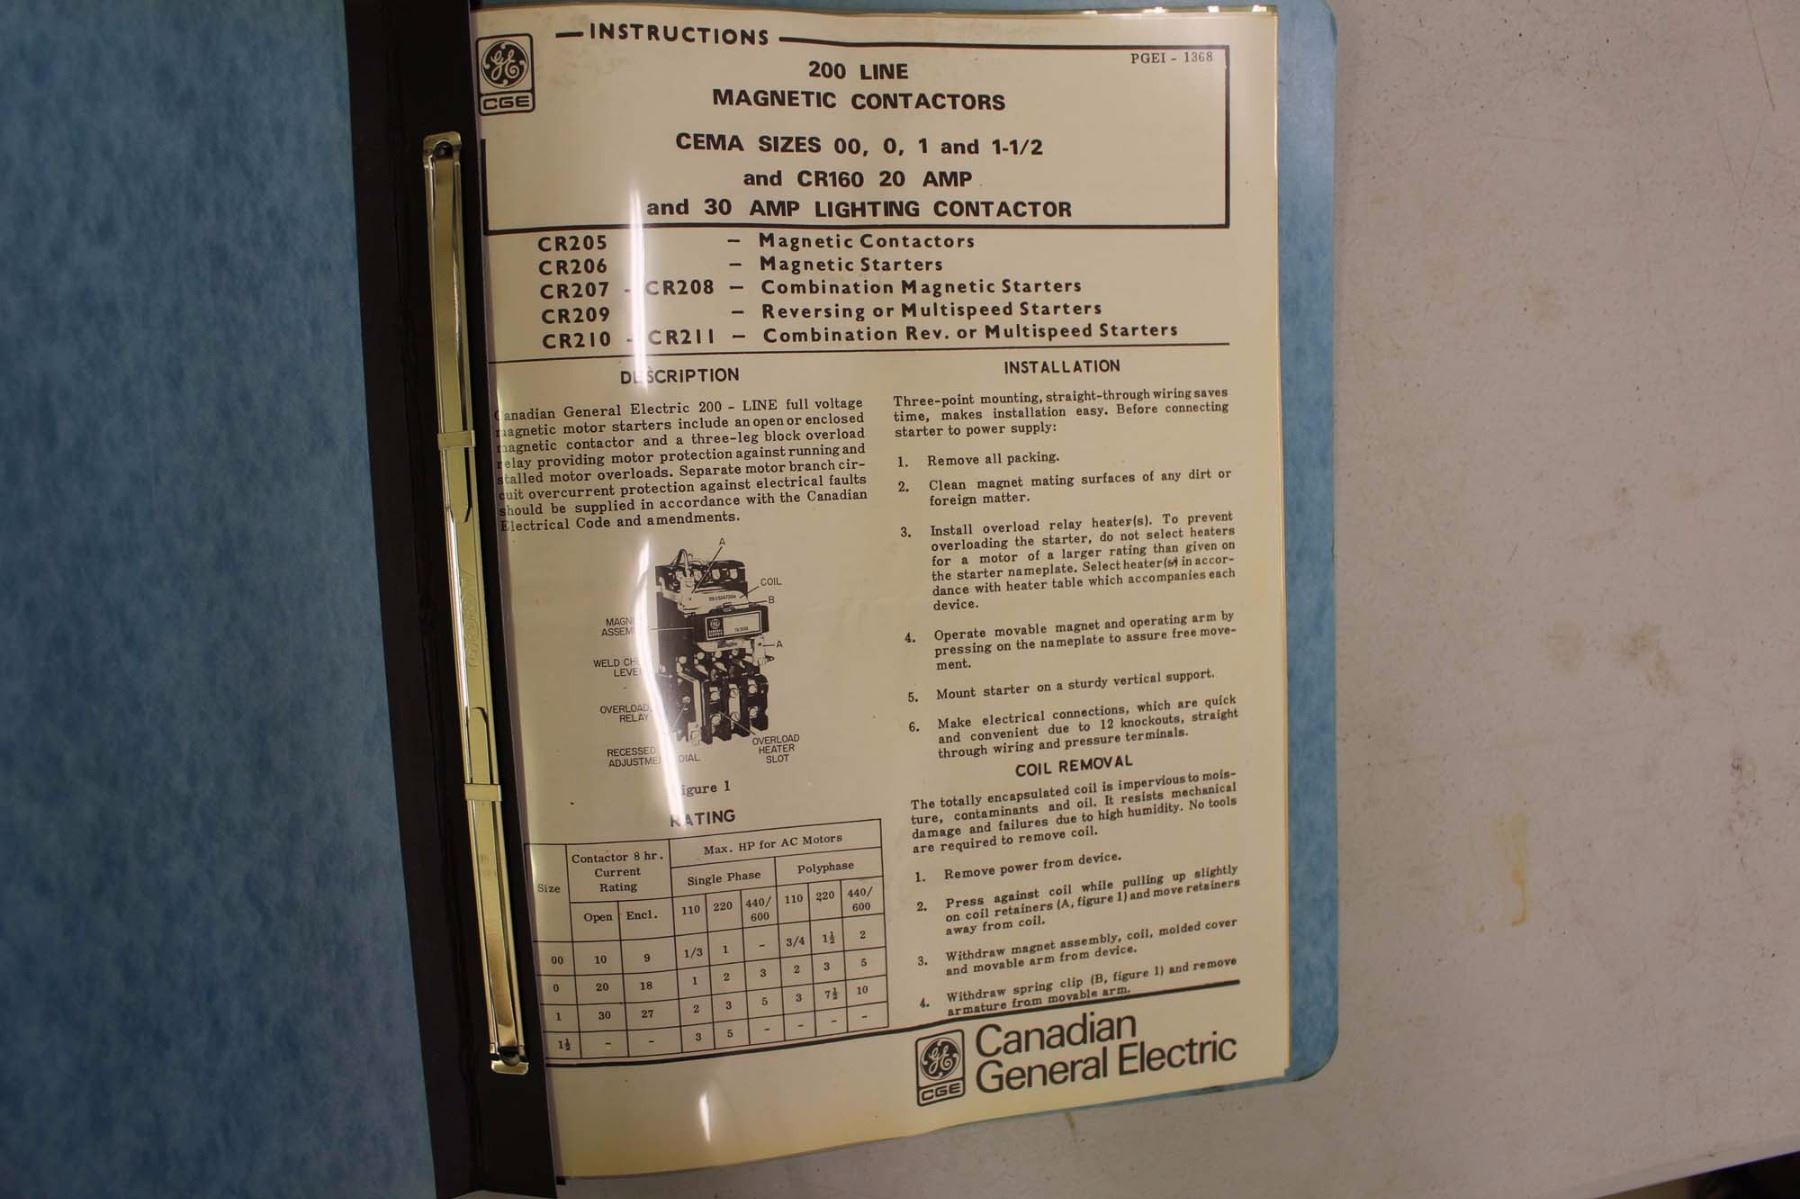 INSTRUCTIONS
CGE
PGEI - 1368
200 LINE
MAGNETIC CONTACTORS
CEMA SIZES 00, 0, 1 and 1-1/2
and CR160 20 AMP
and 30 AMP LIGHTING CONTACTOR
CR205 - Magnetic Contactors
CR206 - Magnetic Starters
CR207 - CR208 - Combination Magnetic Starters
CR209 - Reversing or Multispeed Starters
CR210 - CR211 - Combination Rev. or Multispeed Starters
DESCRIPTION
Canadian General Electric 200 - LINE full voltage
magnetic motor starters include an open or enclosed
magnetic contactor and a three-leg block overload
relay providing motor protection against running and
stalled motor overloads. Separate motor branch cir-
cuit overcurrent protection against electrical faults
should be supplied in accordance with the Canadian
Electrical Code and amendments.
A
COIL
B
MAGN
ASSEM
A
WELD CH
LEVE
OVERLOAD
RELAY
RECESSED
ADJUSTME DIAL
OVERLOAD
HEATER
SLOT
Figure 1
RATING
Size
Contactor 8 hr.
Current
Rating
Max. HP for AC Motors
Single Phase Polyphase
Open Encl. 110 220 440/600 110 220 440/600
00 10 9 1/3 1 - 3/4 1½ 2
0 20 18 1 2 3 2 3 5
1 30 27 2 3 5 3 7½ 10
1½ - - 3 5 - - - -
INSTALLATION
Three-point mounting, straight-through wiring saves
time, makes installation easy. Before connecting
starter to power supply:
1. Remove all packing.
2. Clean magnet mating surfaces of any dirt or
foreign matter.
3. Install overload relay heater(s). To prevent
overloading the starter, do not select heaters
for a motor of a larger rating than given on
the starter nameplate. Select heater(s) in accor-
dance with heater table which accompanies each
device.
4. Operate movable magnet and operating arm by
pressing on the nameplate to assure free move-
ment.
5. Mount starter on a sturdy vertical support.
6. Make electrical connections, which are quick
and convenient due to 12 knockouts, straight
through wiring and pressure terminals.
COIL REMOVAL
The totally encapsulated coil is impervious to mois-
ture, contaminants and oil. It resists mechanical
damage and failures due to high humidity. No tools
are required to remove coil.
1. Remove power from device.
2. Press against coil while pulling up slightly
on coil retainers (A, figure 1) and move retainers
away from coil.
3. Withdraw magnet assembly, coil, molded cover
and movable arm from device.
4. Withdraw spring clip (B, figure 1) and remove
armature from movable arm.
CGE
Canadian
General Electric